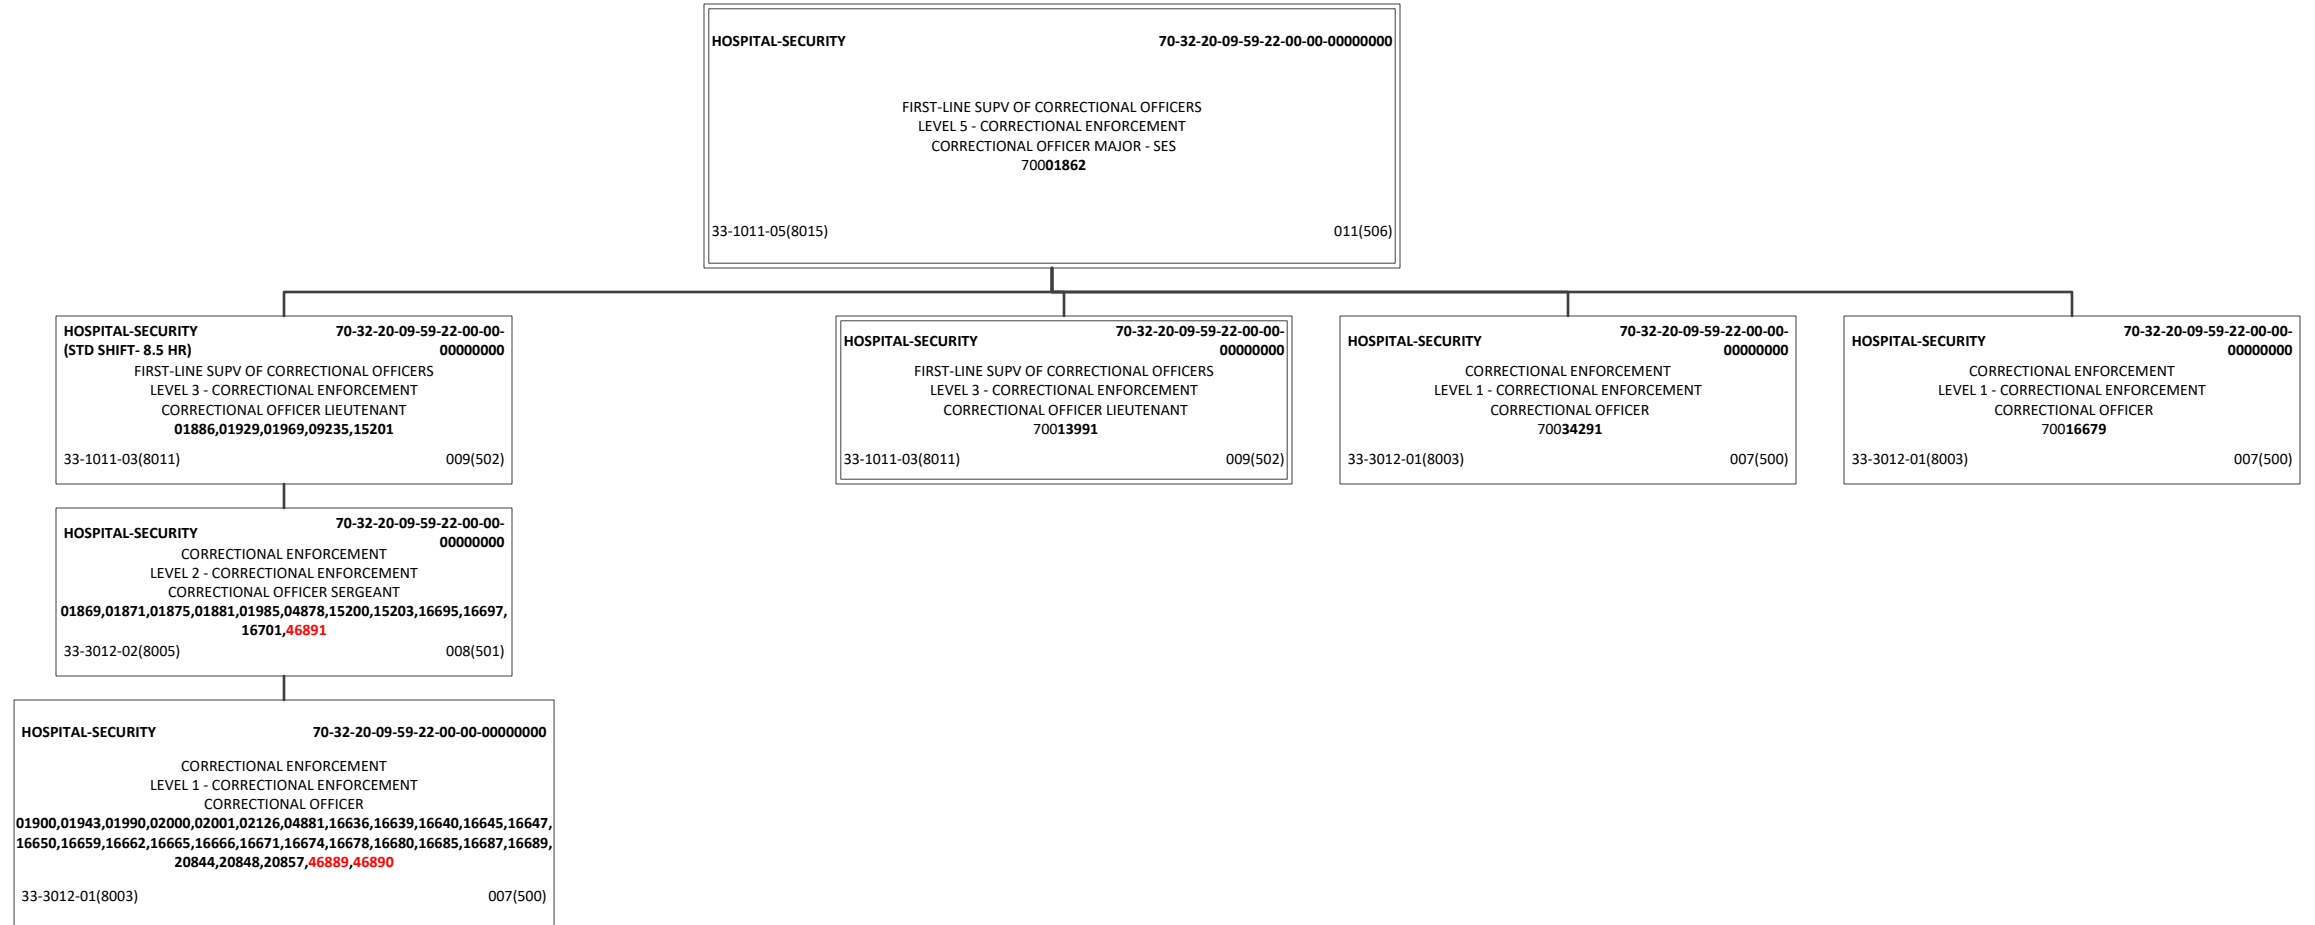 HOSPITAL-SECURITY 70-32-20-09-59-22-00-00-00000000
FIRST-LINE SUPV OF CORRECTIONAL OFFICERS
LEVEL 5 - CORRECTIONAL ENFORCEMENT
CORRECTIONAL OFFICER MAJOR - SES
70001862
33-1011-05(8015) 011(506)
HOSPITAL-SECURITY
(STD SHIFT- 8.5 HR)
70-32-20-09-59-22-00-00-
00000000
FIRST-LINE SUPV OF CORRECTIONAL OFFICERS
LEVEL 3 - CORRECTIONAL ENFORCEMENT
CORRECTIONAL OFFICER LIEUTENANT
01886,01929,01969,09235,15201
33-1011-03(8011) 009(502)
HOSPITAL-SECURITY
70-32-20-09-59-22-00-00-
00000000
FIRST-LINE SUPV OF CORRECTIONAL OFFICERS
LEVEL 3 - CORRECTIONAL ENFORCEMENT
CORRECTIONAL OFFICER LIEUTENANT
70013991
33-1011-03(8011) 009(502)
HOSPITAL-SECURITY
70-32-20-09-59-22-00-00-
00000000
CORRECTIONAL ENFORCEMENT
LEVEL 1 - CORRECTIONAL ENFORCEMENT
CORRECTIONAL OFFICER
70034291
33-3012-01(8003) 007(500)
HOSPITAL-SECURITY
70-32-20-09-59-22-00-00-
00000000
CORRECTIONAL ENFORCEMENT
LEVEL 1 - CORRECTIONAL ENFORCEMENT
CORRECTIONAL OFFICER
70016679
33-3012-01(8003) 007(500)
HOSPITAL-SECURITY
70-32-20-09-59-22-00-00-
00000000
CORRECTIONAL ENFORCEMENT
LEVEL 2 - CORRECTIONAL ENFORCEMENT
CORRECTIONAL OFFICER SERGEANT
01869,01871,01875,01881,01985,04878,15200,15203,16695,16697,
16701,46891
33-3012-02(8005) 008(501)
HOSPITAL-SECURITY 70-32-20-09-59-22-00-00-00000000
CORRECTIONAL ENFORCEMENT
LEVEL 1 - CORRECTIONAL ENFORCEMENT
CORRECTIONAL OFFICER
01900,01943,01990,02000,02001,02126,04881,16636,16639,16640,16645,16647,
16650,16659,16662,16665,16666,16671,16674,16678,16680,16685,16687,16689,
20844,20848,20857,46889,46890
33-3012-01(8003) 007(500)